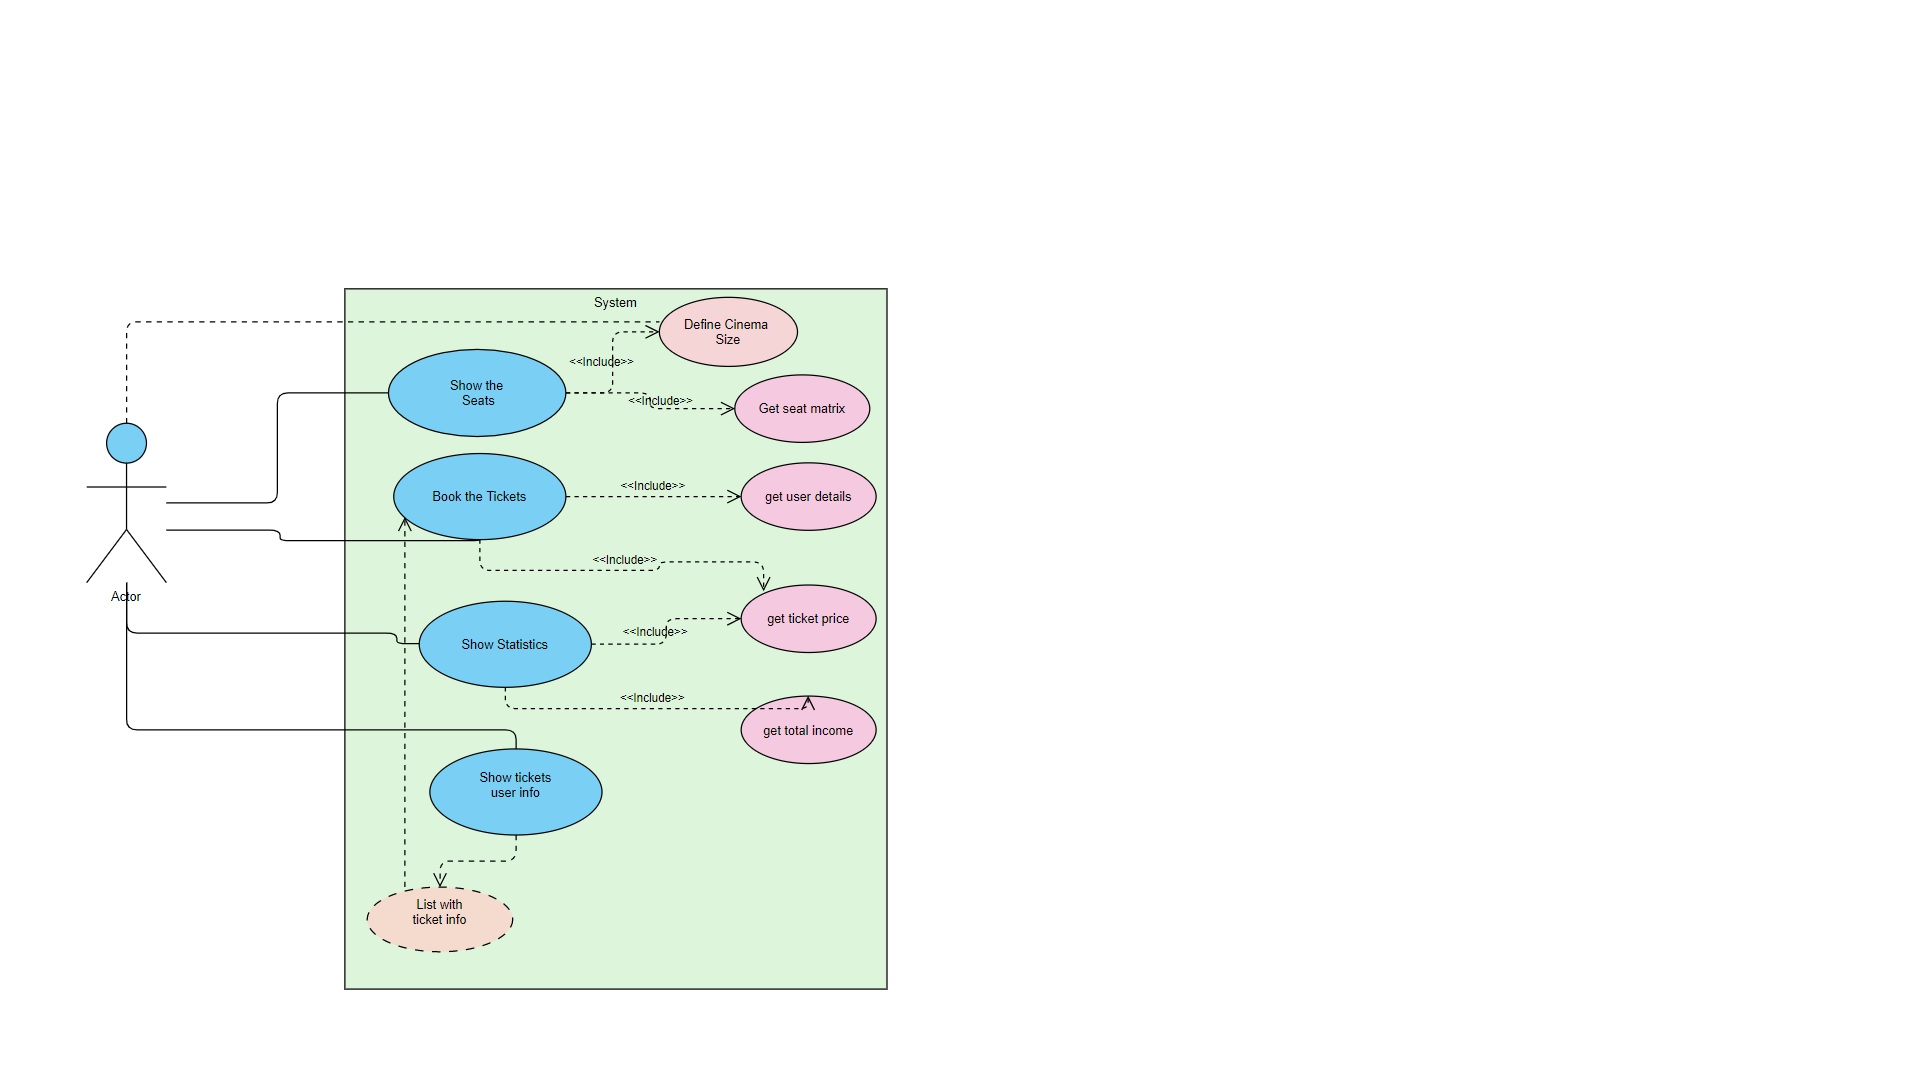 System
Define Cinema
Size
<<Include>>
Show the
Seats
<<Include>>
Get seat matrix
<<Include>>
Book the Tickets
get user details
<<Include>>
Actor
get ticket price
<<Include>>
Show Statistics
<<Include>>
get total income
Show tickets
user info
List with
ticket info